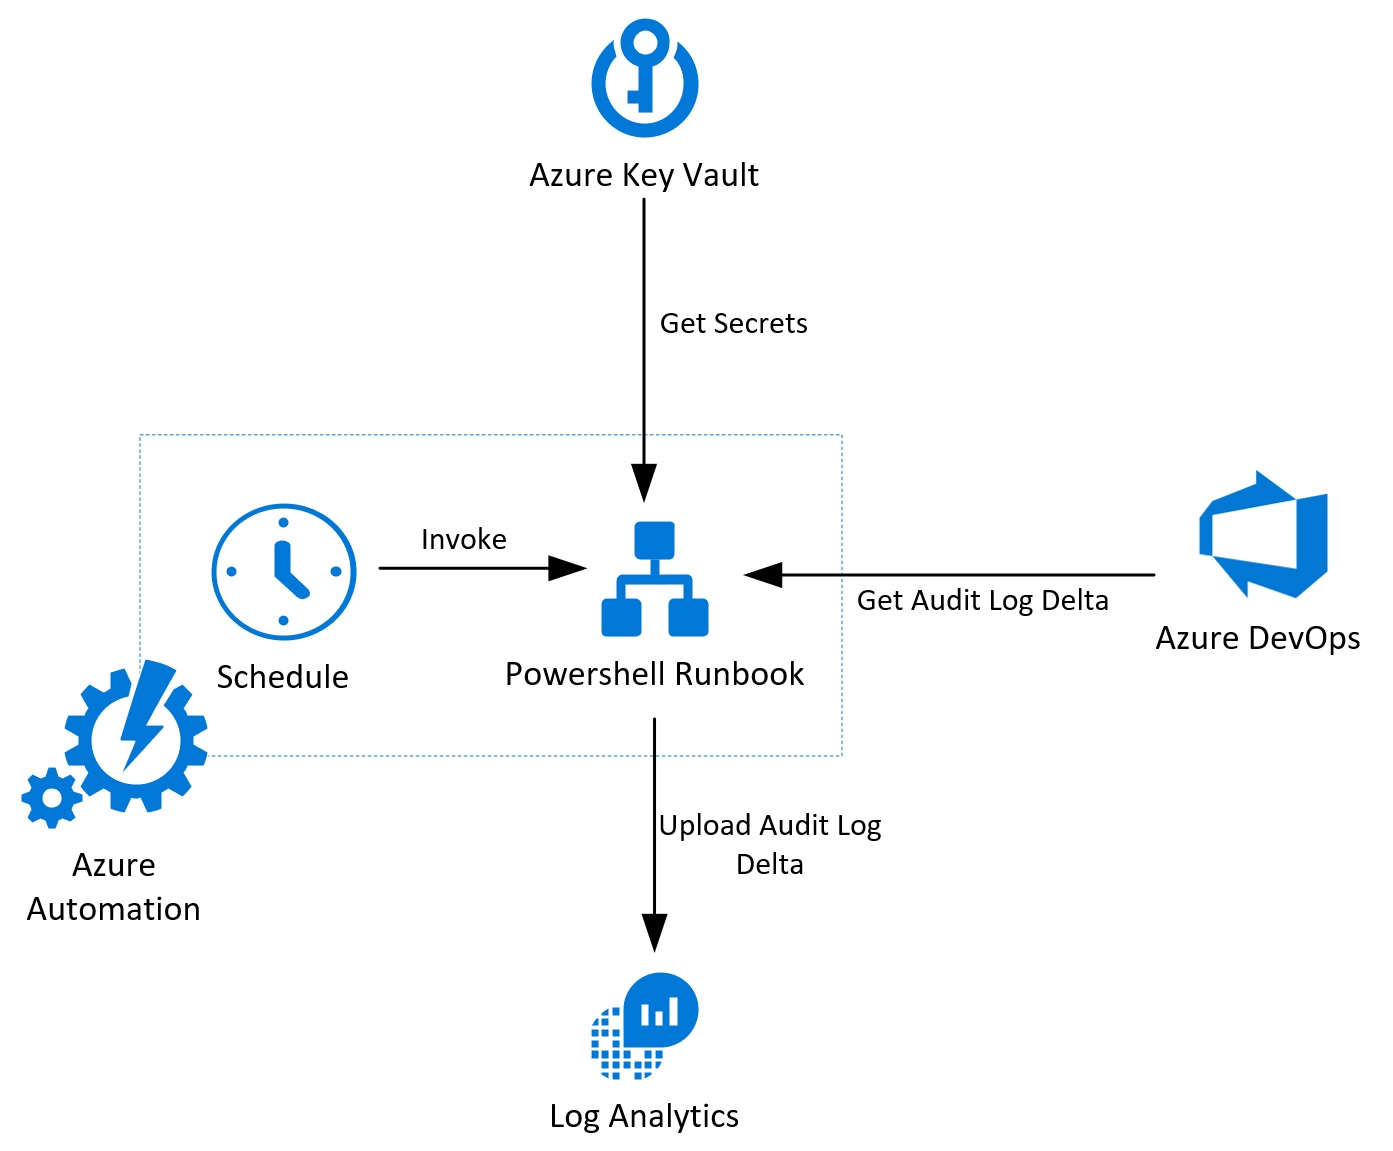 Azure Key Vault
Get Secrets
Invoke
Get Audit Log Delta
Azure DevOps
Schedule
Powershell Runbook
Upload Audit Log
Delta
Azure
Automation
Log Analytics